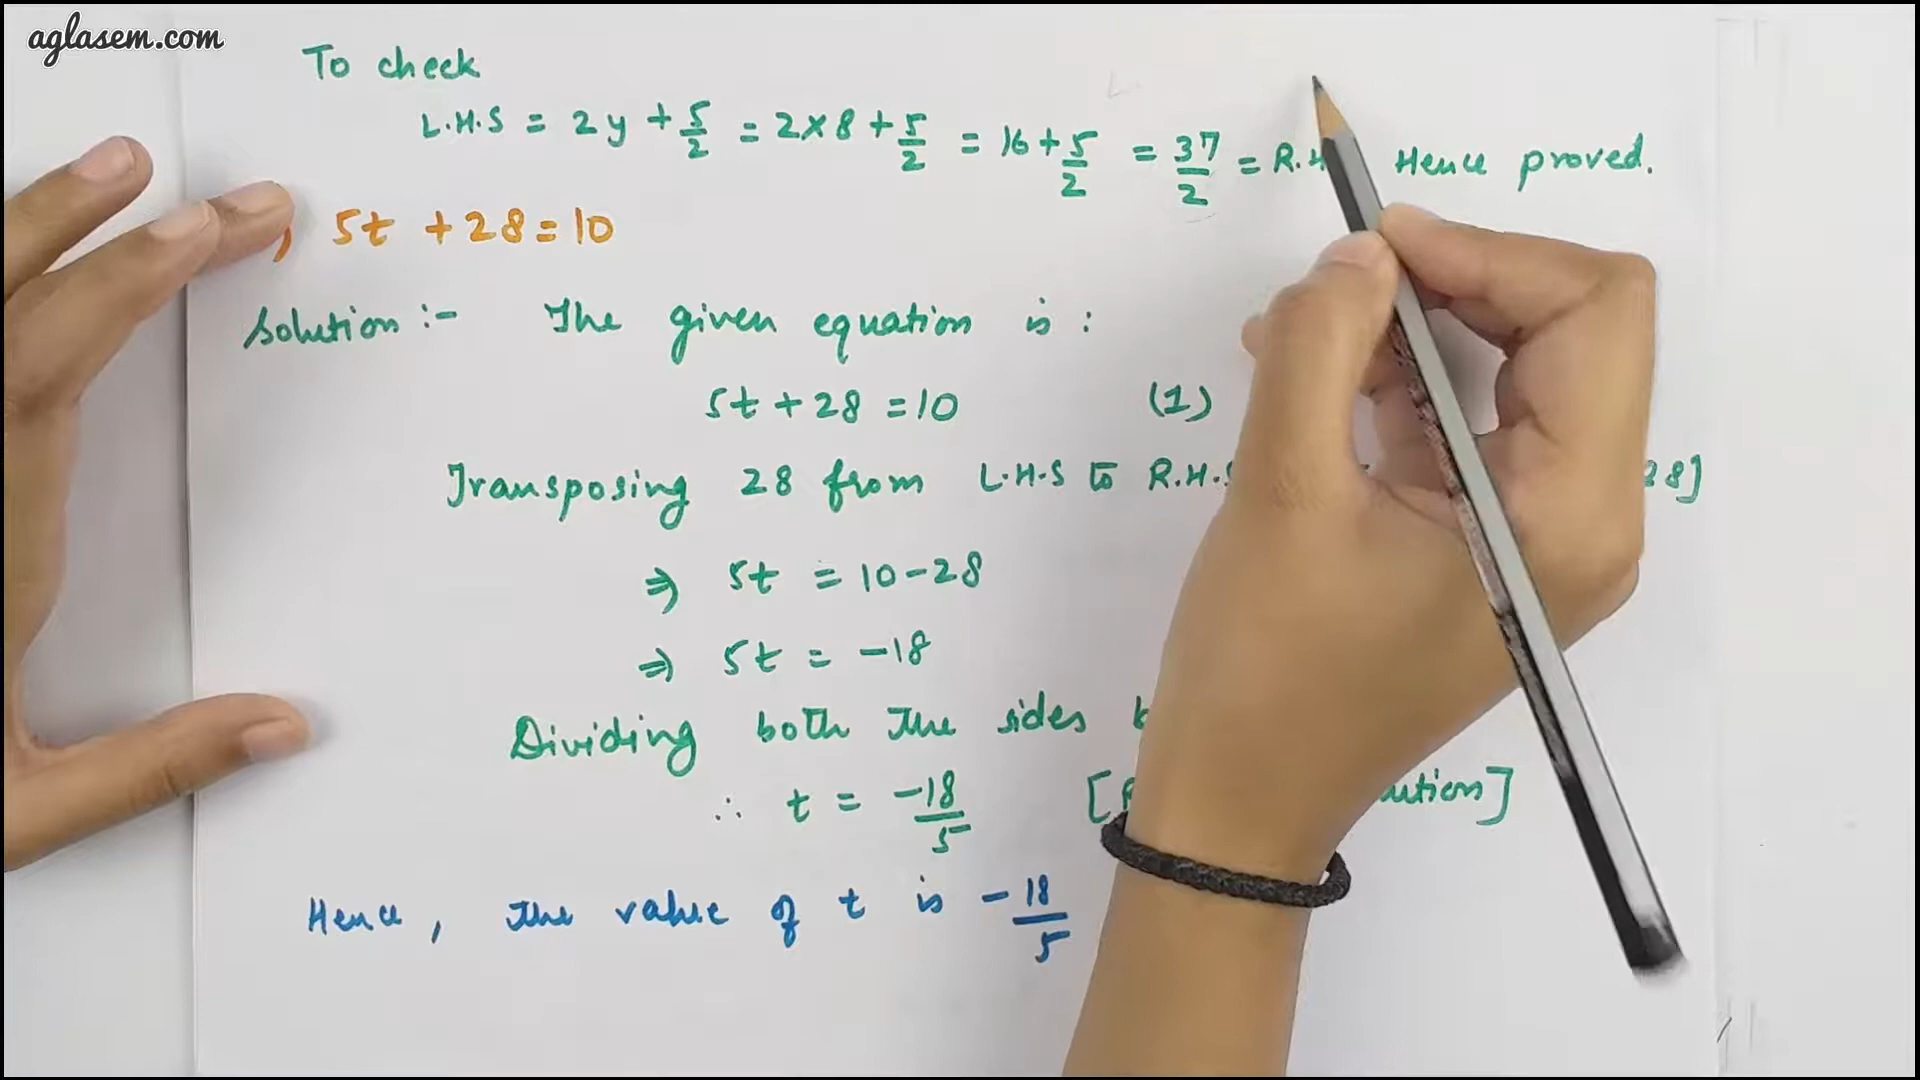 aglasem.com
To check
L.H.S = 2y + 5/2 = 2×8 + 5/2 = 16 + 5/2 = 37/2 = R.H Hence proved.
, 5t + 28 = 10
Solution :- The given equation is :
5t + 28 = 10 (1)
Transposing 28 from L.H.S to R.H.S 28]
⇒ 5t = 10 - 28
⇒ 5t = -18
Dividing both the sides
∴ t = -18/5 [
Hence, the value of t is -18/5